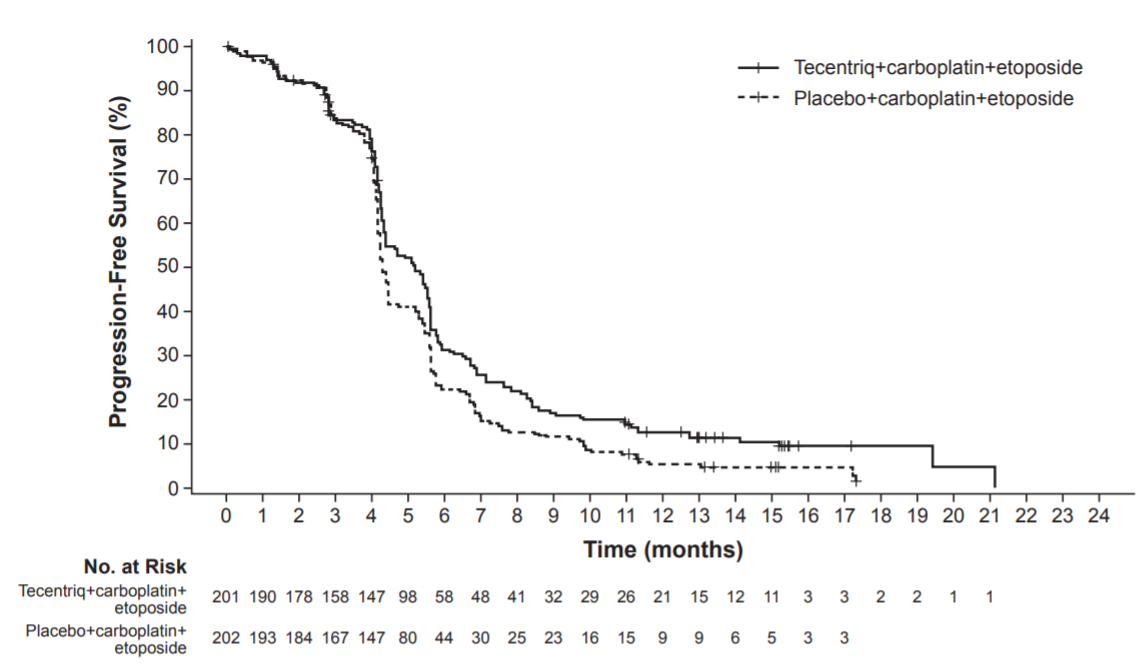 Tecentriq+carboplatin+etoposide
Placebo+carboplatin+etoposide
Progression-Free Survival (%)
100
90
80
70
60
50
40
30
20
10
0
0 1 2 3 4 5 6 7 8 9 10 11 12 13 14 15 16 17 18 19 20 21 22 23 24
Time (months)
No. at Risk
Tecentriq+carboplatin+
etoposide
201 190 178 158 147 98 58 48 41 32 29 26 21 15 12 11 3 3 2 2 1 1
Placebo+carboplatin+
etoposide
202 193 184 167 147 80 44 30 25 23 16 15 9 9 6 5 3 3